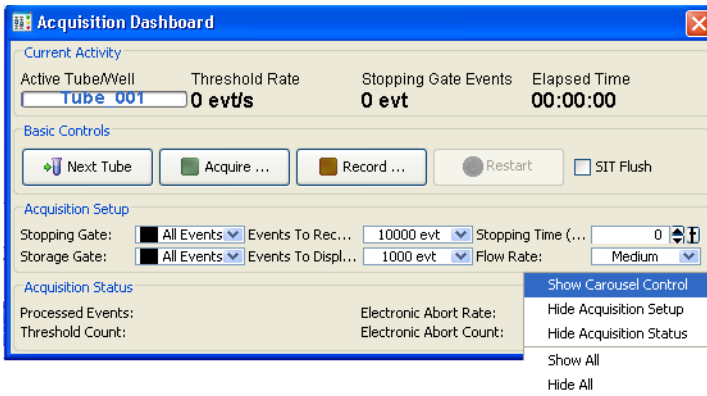 Acquisition Dashboard
Current Activity
Active Tube/Well Threshold Rate Stopping Gate Events Elapsed Time
Tube 001 0 evt/s 0 evt 00:00:00
Basic Controls
Next Tube Acquire ... Record ... Restart SIT Flush
Acquisition Setup
Stopping Gate: All Events Events To Rec... 10000 evt Stopping Time (... 0
Storage Gate: All Events Events To Displ... 1000 evt Flow Rate: Medium
Acquisition Status
Processed Events: Electronic Abort Rate:
Threshold Count: Electronic Abort Count:
Show Carousel Control
Hide Acquisition Setup
Hide Acquisition Status
Show All
Hide All